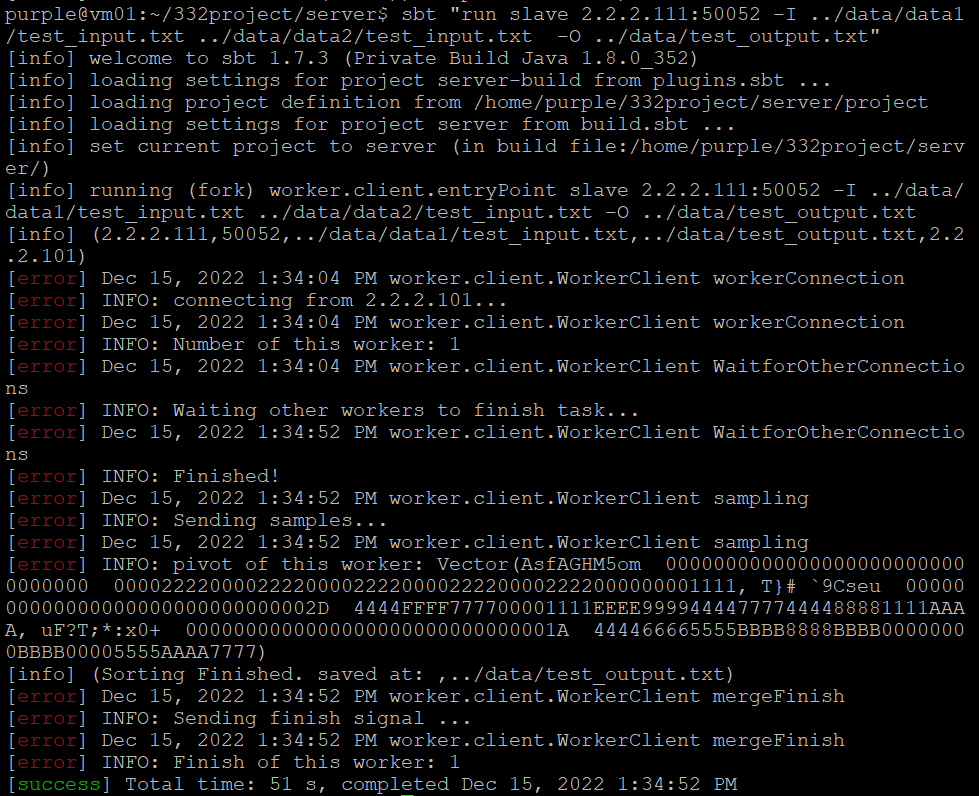 purple@vm01:~/332project/server$ sbt "run slave 2.2.2.111:50052 -I ../data/data1
/test_input.txt ../data/data2/test_input.txt  -O ../data/test_output.txt"
[info] welcome to sbt 1.7.3 (Private Build Java 1.8.0_352)
[info] loading settings for project server-build from plugins.sbt ...
[info] loading project definition from /home/purple/332project/server/project
[info] loading settings for project server from build.sbt ...
[info] set current project to server (in build file:/home/purple/332project/serv
er/)
[info] running (fork) worker.client.entryPoint slave 2.2.2.111:50052 -I ../data/
data1/test_input.txt ../data/data2/test_input.txt -O ../data/test_output.txt
[info] (2.2.2.111,50052,../data/data1/test_input.txt,../data/test_output.txt,2.2
.2.101)
[error] Dec 15, 2022 1:34:04 PM worker.client.WorkerClient workerConnection
[error] INFO: connecting from 2.2.2.101...
[error] Dec 15, 2022 1:34:04 PM worker.client.WorkerClient workerConnection
[error] INFO: Number of this worker: 1
[error] Dec 15, 2022 1:34:04 PM worker.client.WorkerClient WaitforOtherConnectio
ns
[error] INFO: Waiting other workers to finish task...
[error] Dec 15, 2022 1:34:52 PM worker.client.WorkerClient WaitforOtherConnectio
ns
[error] INFO: Finished!
[error] Dec 15, 2022 1:34:52 PM worker.client.WorkerClient sampling
[error] INFO: Sending samples...
[error] Dec 15, 2022 1:34:52 PM worker.client.WorkerClient sampling
[error] INFO: pivot of this worker: Vector(AsfAGHM5om  0000000000000000000000000
0000000  0000222200002222000022220000222200002222000000001111, T}# `9Cseu  00000
00000000000000000000000002D  4444FFFF777700001111EEEE999944447777444488881111AAA
A, uF?T;*:x0+  0000000000000000000000000000001A  444466665555BBBB8888BBBB0000000
0BBBB00005555AAAA7777)
[info] (Sorting Finished. saved at: ,../data/test_output.txt)
[error] Dec 15, 2022 1:34:52 PM worker.client.WorkerClient mergeFinish
[error] INFO: Sending finish signal ...
[error] Dec 15, 2022 1:34:52 PM worker.client.WorkerClient mergeFinish
[error] INFO: Finish of this worker: 1
[success] Total time: 51 s, completed Dec 15, 2022 1:34:52 PM